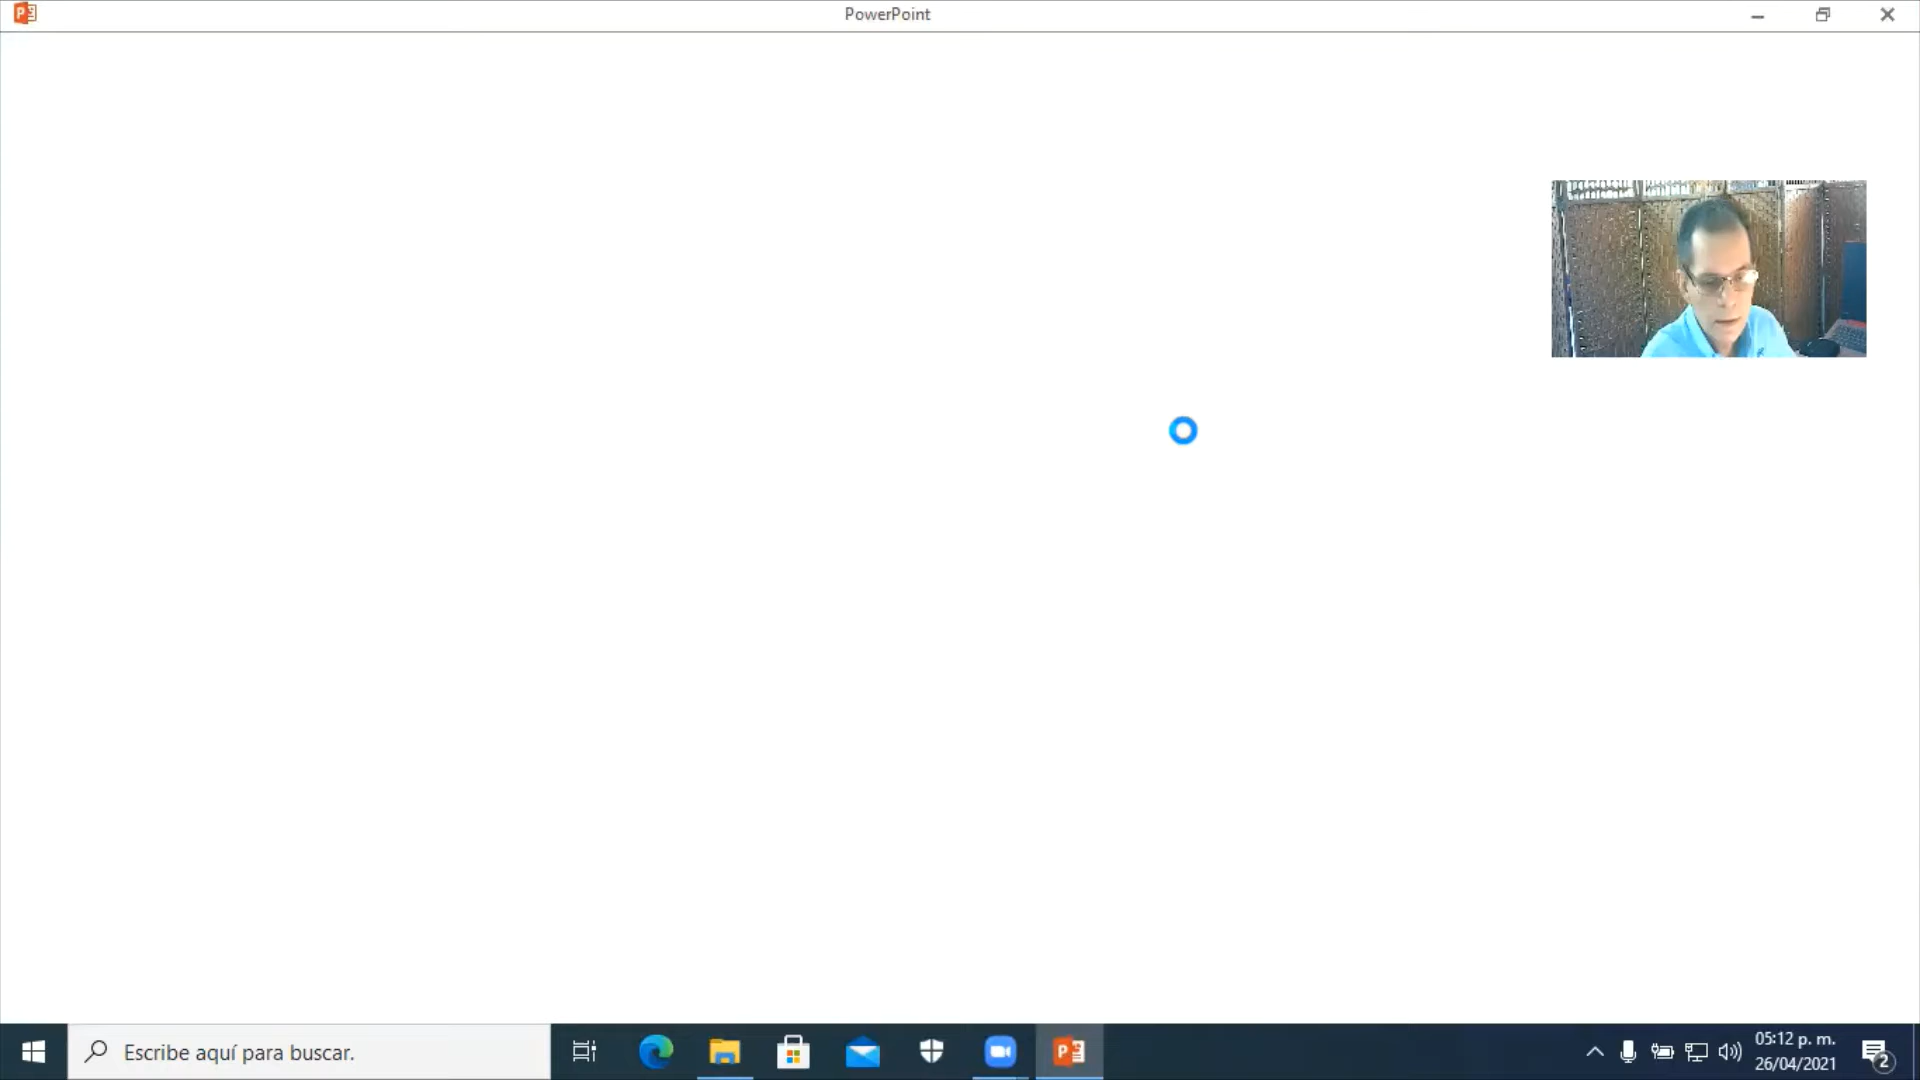 PowerPoint
Escribe aquí para buscar.
05:12 p. m.
26/04/2021
2